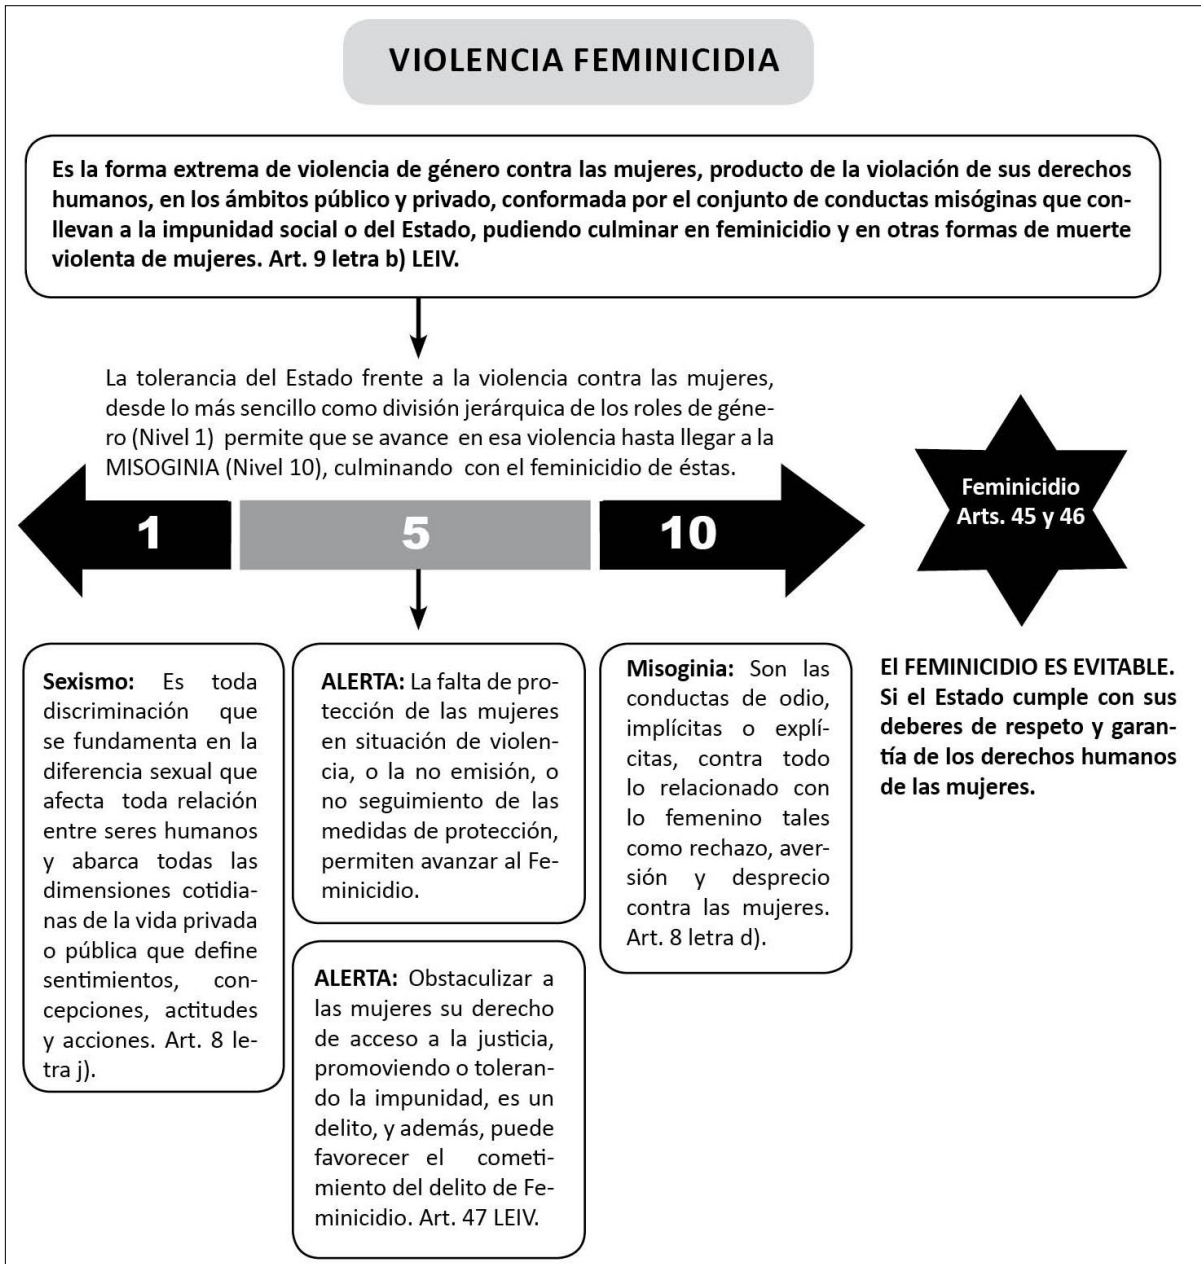 VIOLENCIA FEMINICIDIA
Es la forma extrema de violencia de género contra las mujeres, producto de la violación de sus derechos
humanos, en los ámbitos público y privado, conformada por el conjunto de conductas misóginas que con-
llevan a la impunidad social o del Estado, pudiendo culminar en feminicidio y en otras formas de muerte
violenta de mujeres. Art. 9 letra b) LEIV.
La tolerancia del Estado frente a la violencia contra las mujeres,
desde lo más sencillo como división jerárquica de los roles de géne-
ro (Nivel 1) permite que se avance en esa violencia hasta llegar a la
MISOGINIA (Nivel 10), culminando con el feminicidio de éstas.
1
5
10
Feminicidio
Arts. 45 y 46
Sexismo: Es toda
discriminación que
se fundamenta en la
diferencia sexual que
afecta toda relación
entre seres humanos
y abarca todas las
dimensiones cotidia-
nas de la vida privada
o pública que define
sentimientos, con-
cepciones, actitudes
y acciones. Art. 8 le-
tra j).
ALERTA: La falta de pro-
tección de las mujeres
en situación de violen-
cia, o la no emisión, o
no seguimiento de las
medidas de protección,
permiten avanzar al Fe-
minicidio.
ALERTA: Obstaculizar a
las mujeres su derecho
de acceso a la justicia,
promoviendo o toleran-
do la impunidad, es un
delito, y además, puede
favorecer el cometi-
miento del delito de Fe-
minicidio. Art. 47 LEIV.
Misoginia: Son las
conductas de odio,
implícitas o explí-
citas, contra todo
lo relacionado con
lo femenino tales
como rechazo, aver-
sión y desprecio
contra las mujeres.
Art. 8 letra d).
El FEMINICIDIO ES EVITABLE.
Si el Estado cumple con sus
deberes de respeto y garan-
tía de los derechos humanos
de las mujeres.